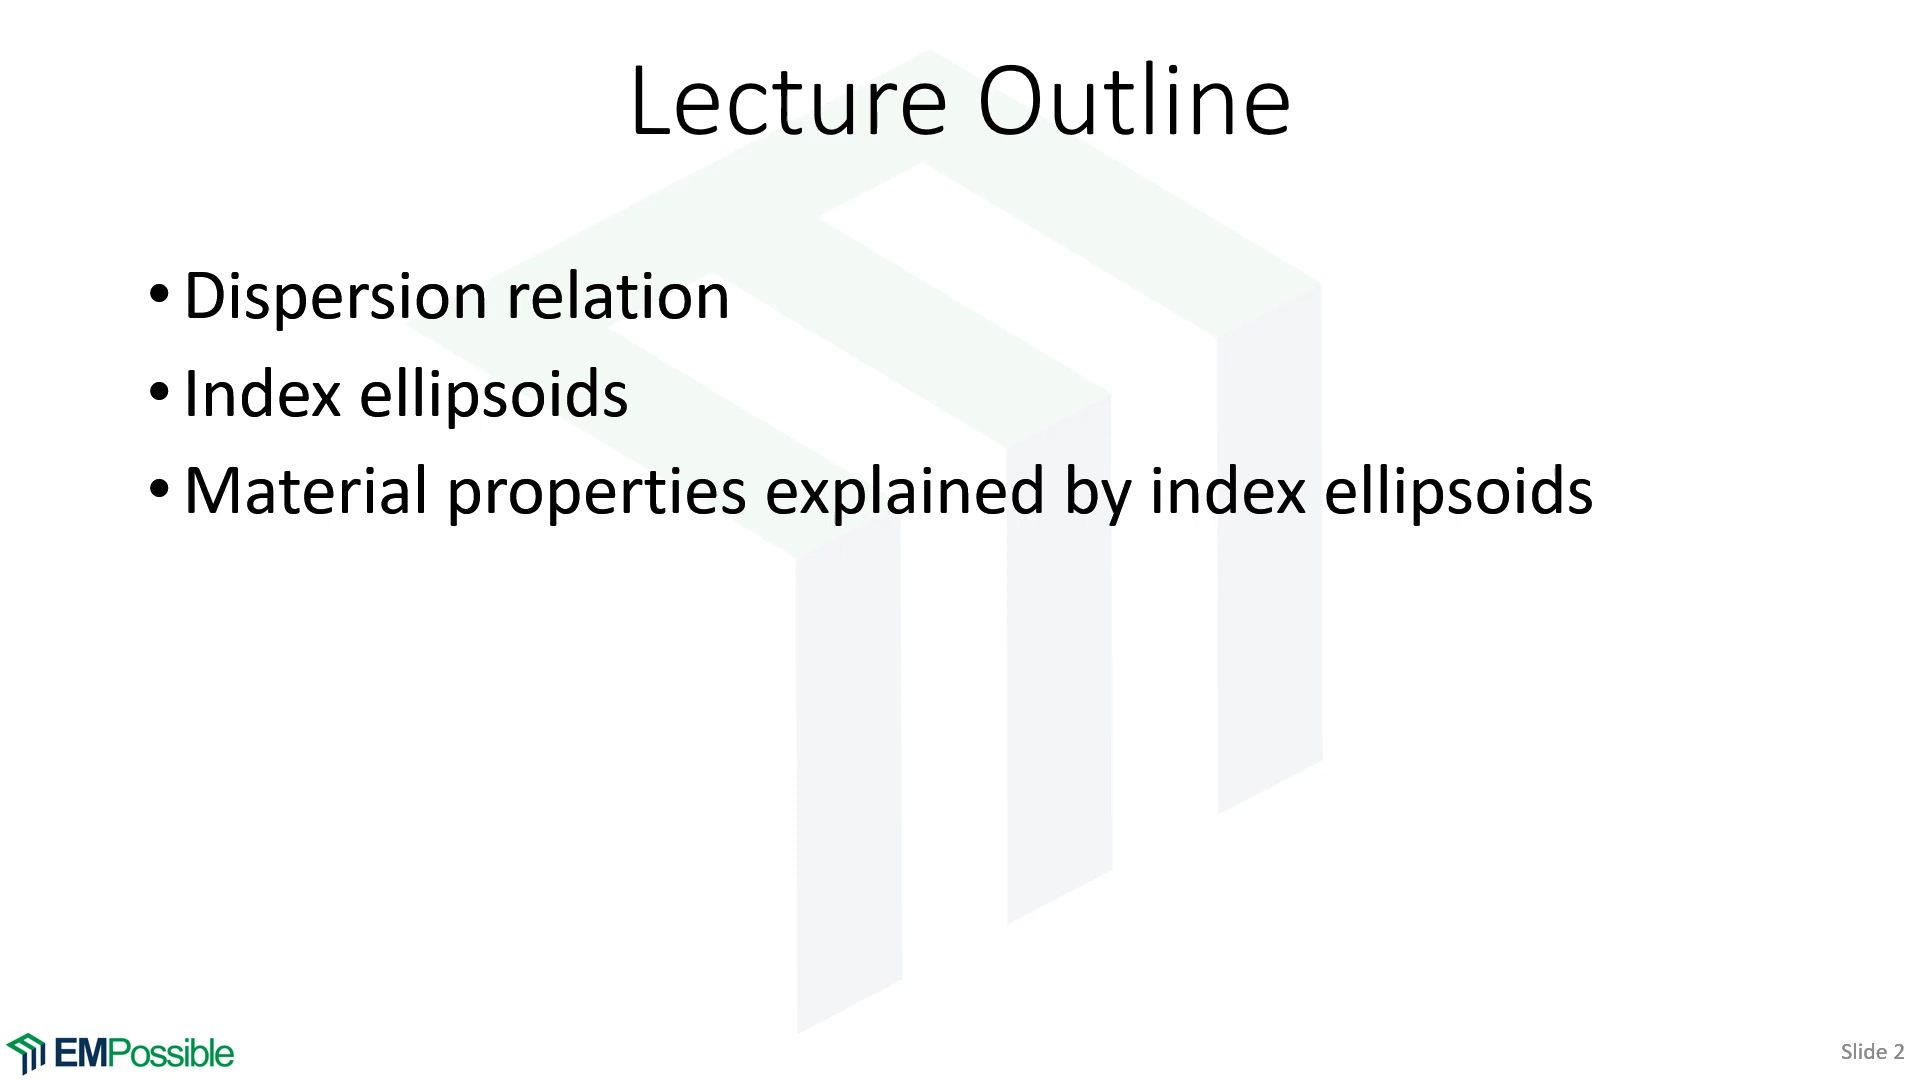 Lecture Outline
• Dispersion relation
• Index ellipsoids
• Material properties explained by index ellipsoids
EMPossible
Slide 2